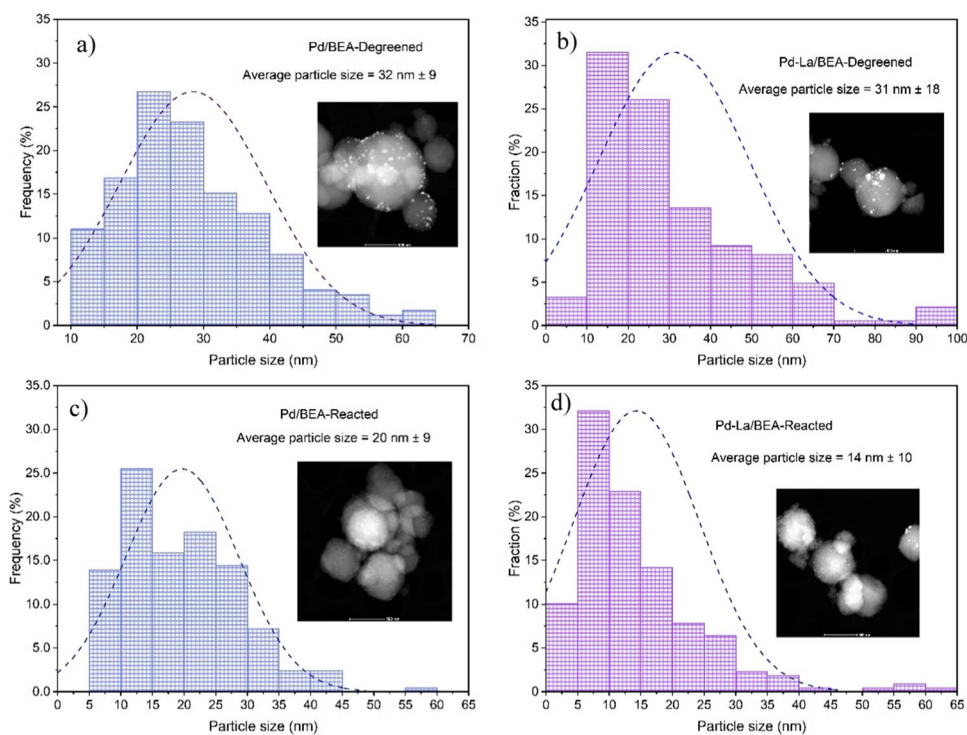 a)
Pd/BEA-Degreened
Average particle size = 32 nm ± 9
Frequency (%)
35
30
25
20
15
10
5
0
10 20 30 40 50 60 70
Particle size (nm)
b)
Pd-La/BEA-Degreened
Average particle size = 31 nm ± 18
Fraction (%)
35
30
25
20
15
10
5
0
0 10 20 30 40 50 60 70 80 90 100
Particle size (nm)
c)
Pd/BEA-Reacted
Average particle size = 20 nm ± 9
Frequency (%)
35.0
30.0
25.0
20.0
15.0
10.0
5.0
0.0
0 5 10 15 20 25 30 35 40 45 50 55 60 65
Particle size (nm)
d)
Pd-La/BEA-Reacted
Average particle size = 14 nm ± 10
Fraction (%)
35
30
25
20
15
10
5
0
0 5 10 15 20 25 30 35 40 45 50 55 60 65
Particle size (nm)